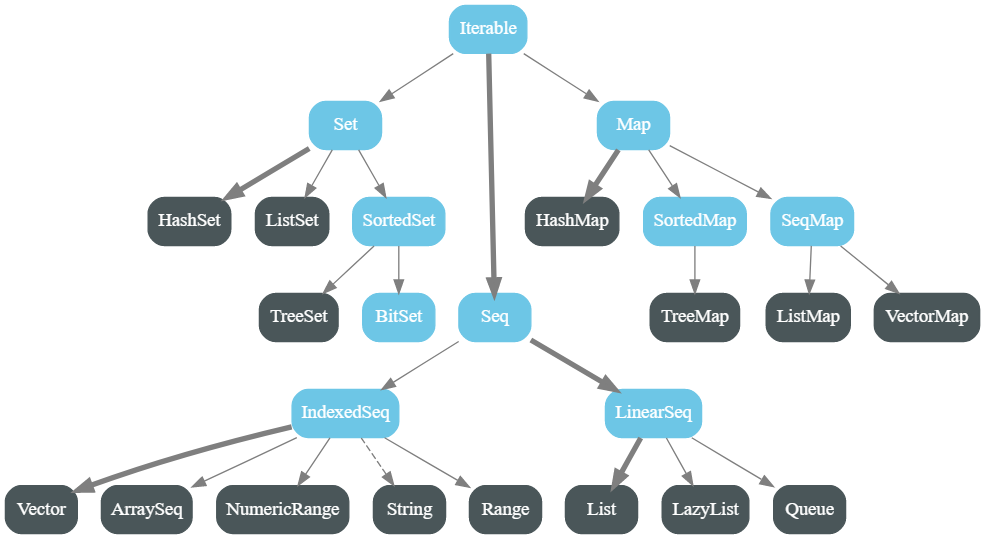 Iterable
Set
Map
HashSet
ListSet
SortedSet
HashMap
SortedMap
SeqMap
TreeSet
BitSet
Seq
TreeMap
ListMap
VectorMap
IndexedSeq
LinearSeq
Vector
ArraySeq
NumericRange
String
Range
List
LazyList
Queue